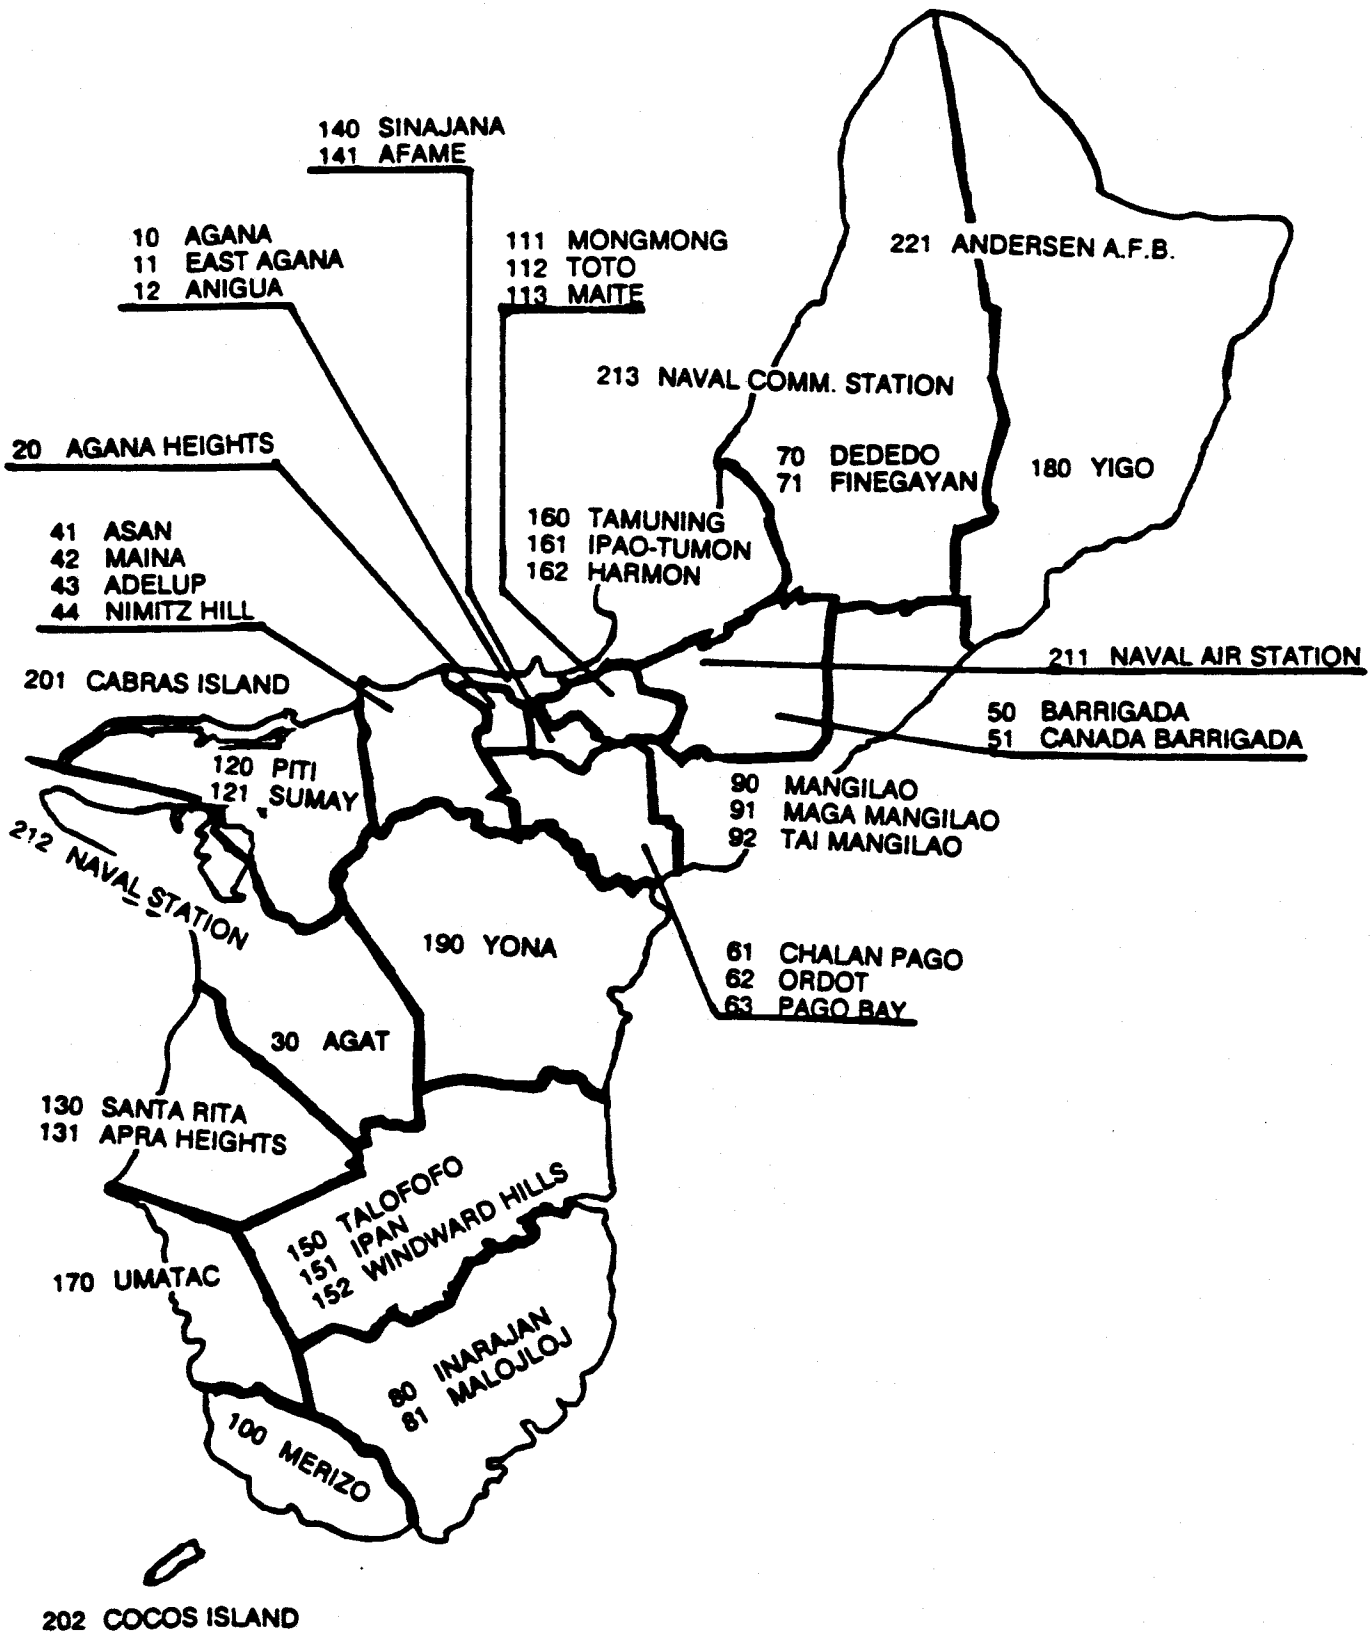 140 SINAJANA
141 AFAME
10 AGANA
11 EAST AGANA
12 ANIGUA
111 MONGMONG
112 TOTO
113 MAITE
221 ANDERSEN A.F.B.
213 NAVAL COMM. STATION
20 AGANA HEIGHTS
70 DEDEDO
71 FINEGAYAN
180 YIGO
41 ASAN
42 MAINA
43 ADELUP
44 NIMITZ HILL
160 TAMUNING
161 IPAO-TUMON
162 HARMON
211 NAVAL AIR STATION
201 CABRAS ISLAND
50 BARRIGADA
51 CANADA BARRIGADA
120 PITI
121 SUMAY
90 MANGILAO
91 MAGA MANGILAO
92 TAI MANGILAO
212 NAVAL STATION
190 YONA
61 CHALAN PAGO
62 ORDOT
63 PAGO BAY
30 AGAT
130 SANTA RITA
131 APRA HEIGHTS
150 TALOFOFO
151 IPAN
152 WINDWARD HILLS
170 UMATAC
80 INARAJAN
81 MALOJLOJ
100 MERIZO
202 COCOS ISLAND